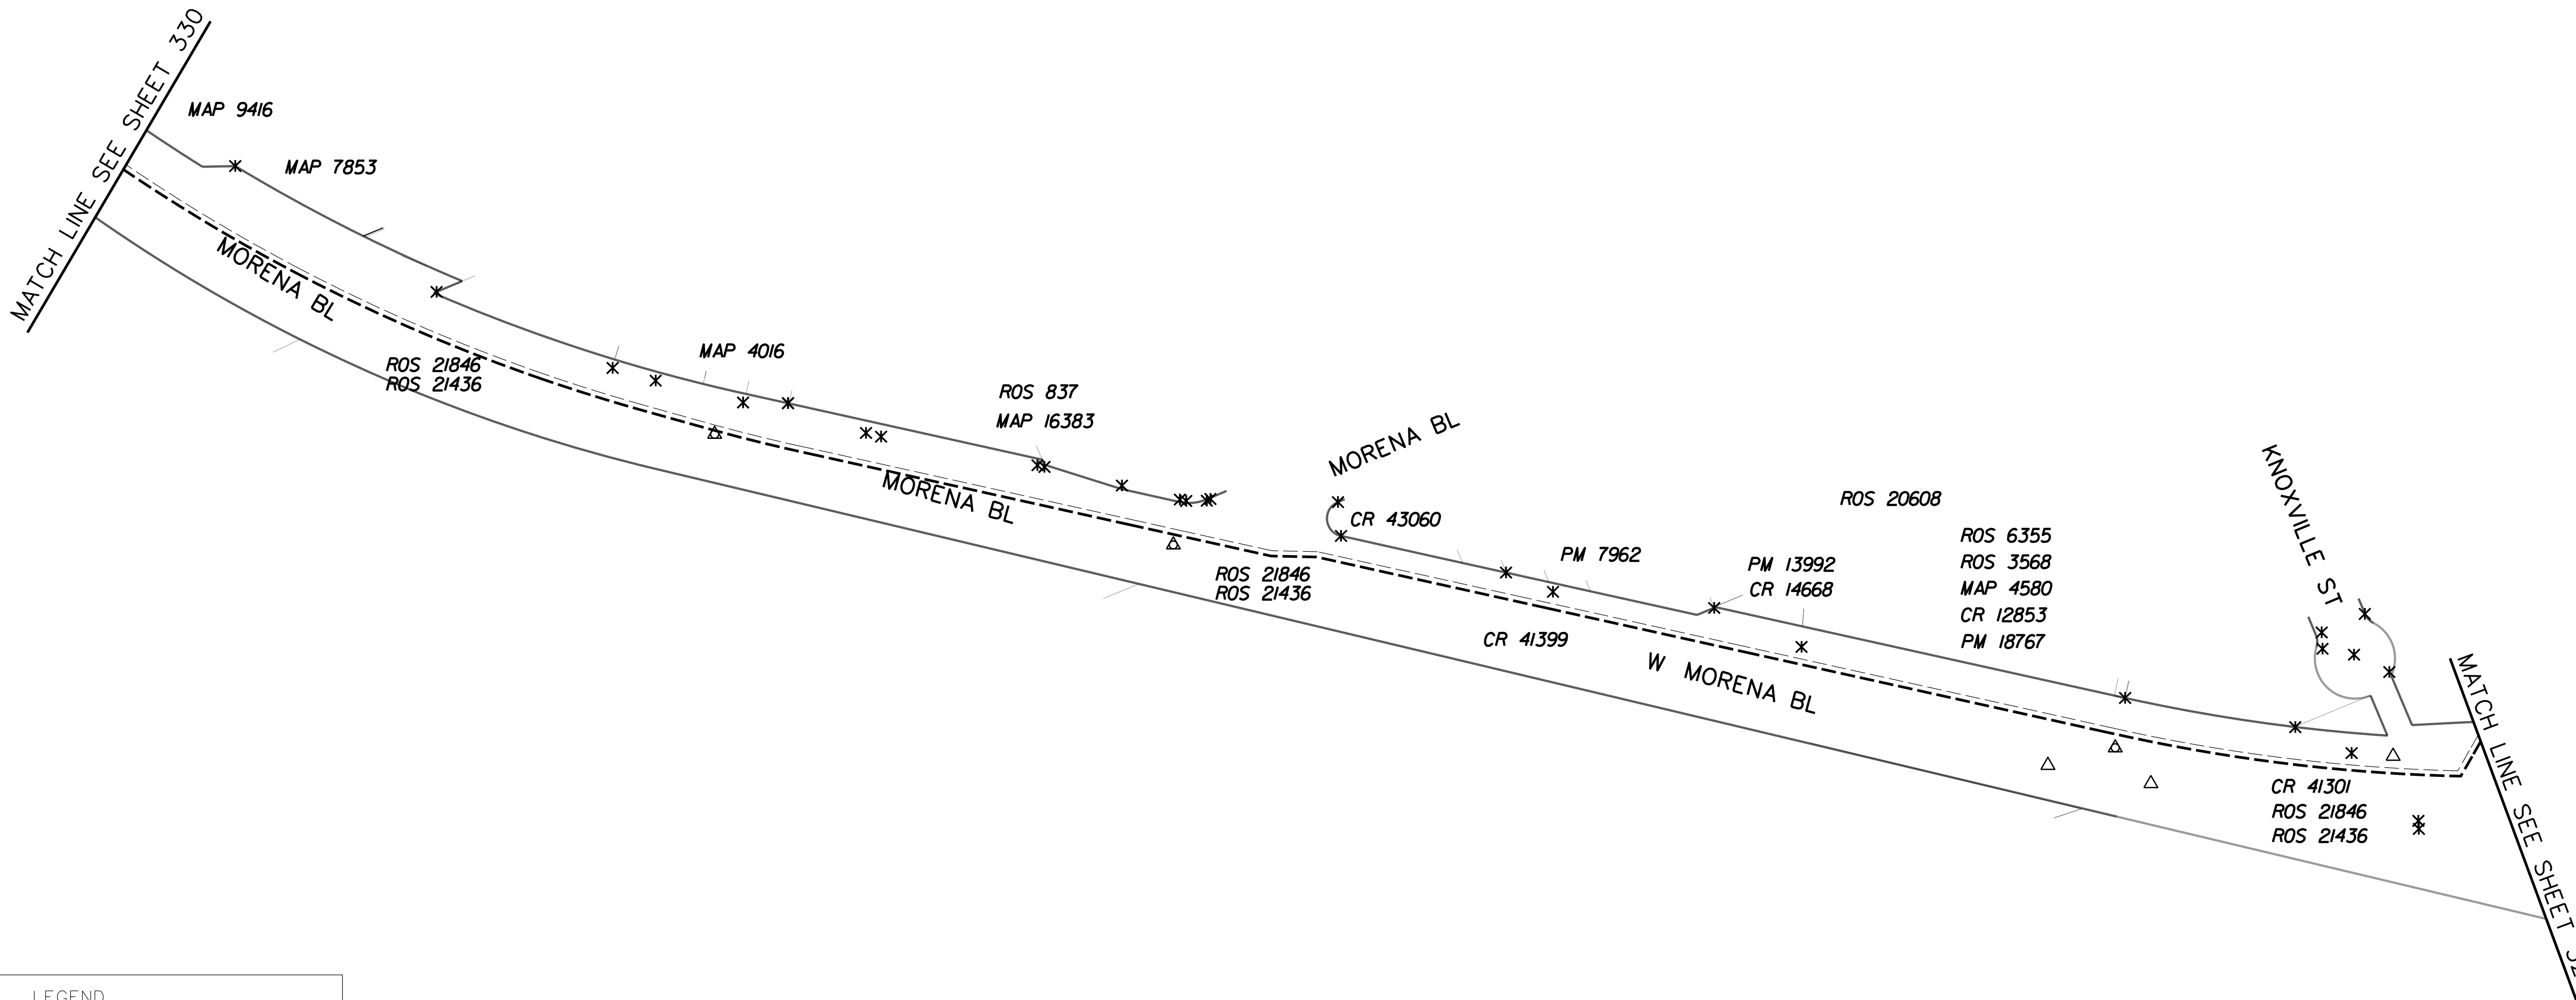 MATCH LINE SEE SHEET 330
MAP 9416
MAP 7853
MORENA BL
ROS 21846
ROS 21436
MAP 4016
ROS 837
MAP 16383
MORENA BL
MORENA BL
CR 43060
ROS 21846
ROS 21436
PM 7962
CR 41399
PM 13992
CR 14668
W MORENA BL
ROS 20608
ROS 6355
ROS 3568
MAP 4580
CR 12853
PM 18767
KNOXVILLE ST
CR 41301
ROS 21846
ROS 21436
MATCH LINE SEE SHEET
LEGEND